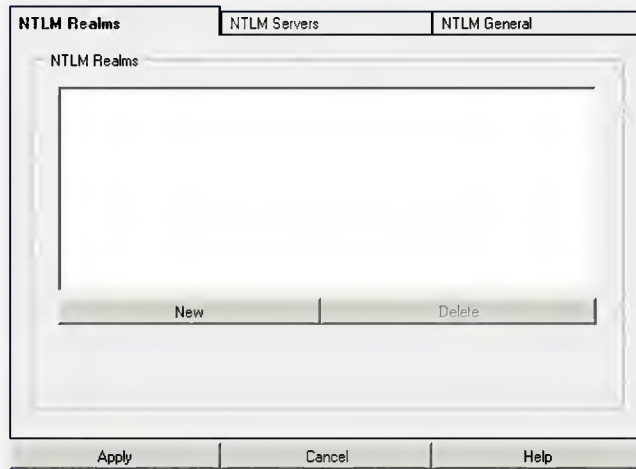 NTLM Realms NTLM Servers NTLM General
NTLM Realms
New Delete
Apply Cancel Help